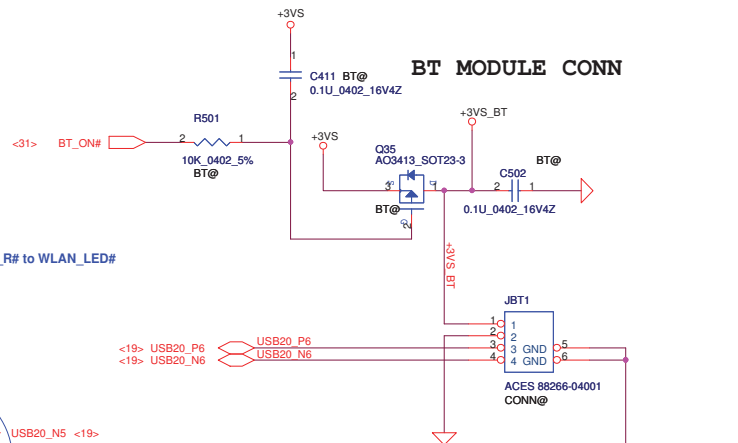 +3VS
1
C411 BT@
0.1U_0402_16V4Z
2
BT MODULE CONN
R501
<31> BT_ON#
2 1
10K_0402_5%
BT@
+3VS
+3VS_BT
Q35
AO3413_SOT23-3
3 S D 1
BT@
G
2
BT@
C502
2 1
0.1U_0402_16V4Z
+3VS_BT
_R# to WLAN_LED#
JBT1
1 1
2 2
<19> USB20_P6 USB20_P6 3 3 GND 5
<19> USB20_N6 USB20_N6 4 4 GND 6
ACES 88266-04001
CONN@
USB20_N5 <19>